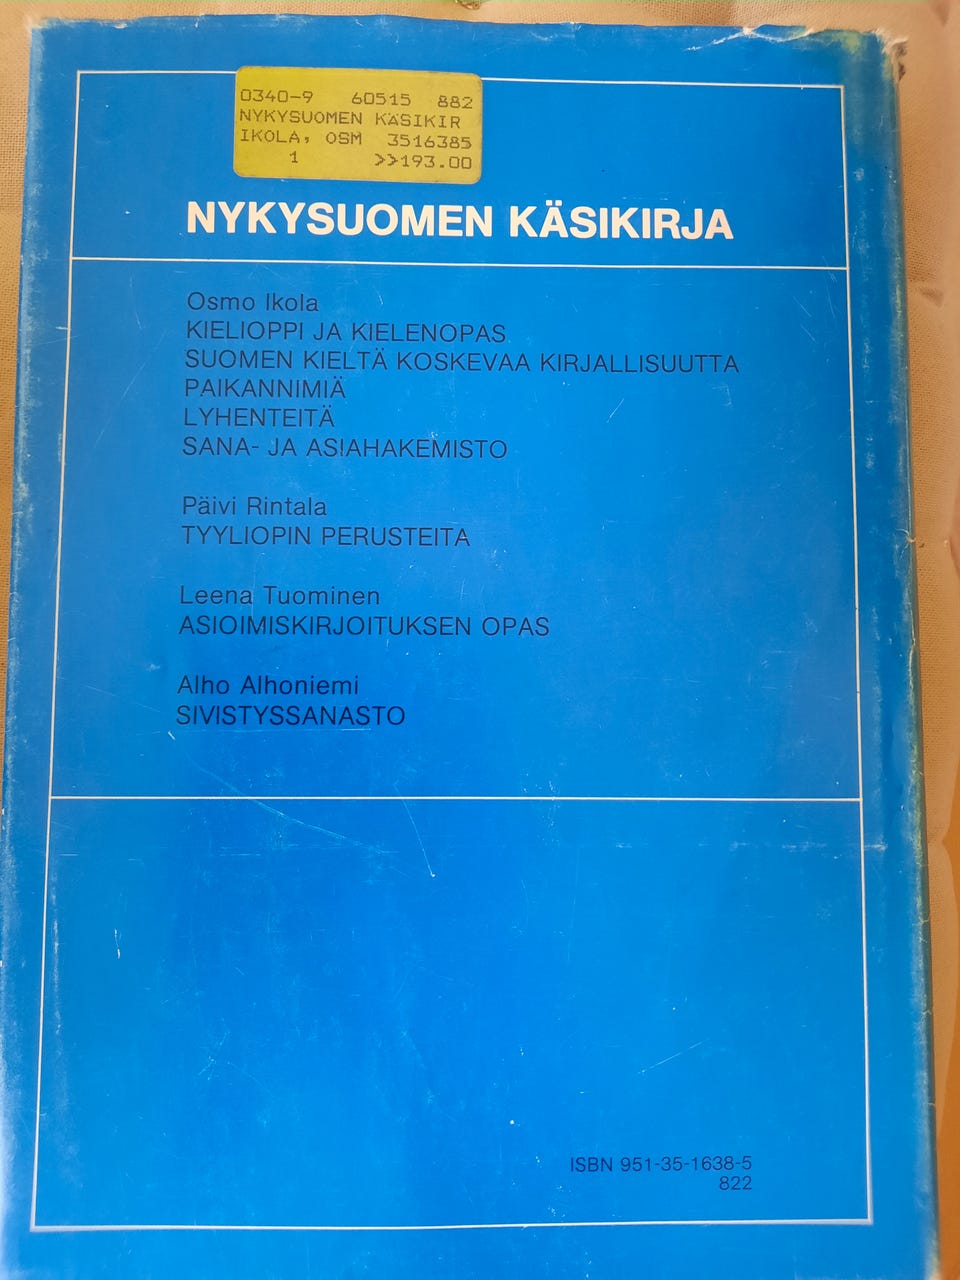 0340-9 60515 882
NYKYSUOMEN KÄSIKIR
IKOLA, OSM 3516385
1 >>193.00
NYKYSUOMEN KÄSIKIRJA
Osmo Ikola
KIELIOPPI JA KIELENOPAS
SUOMEN KIELTÄ KOSKEVAA KIRJALLISUUTTA
PAIKANNIMIÄ
LYHENTEITÄ
SANA- JA ASIAHAKEMISTO
Päivi Rintala
TYYLIOPIN PERUSTEITA
Leena Tuominen
ASIOIMISKIRJOITUKSEN OPAS
Alho Alhoniemi
SIVISTYSSANASTO
ISBN 951-35-1638-5
822